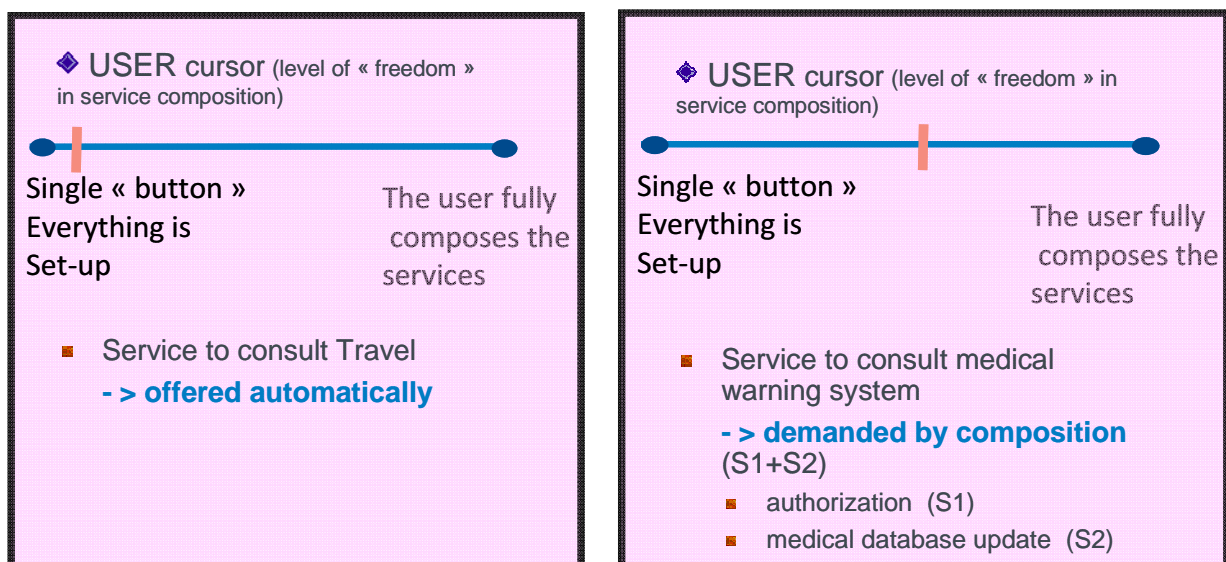 USER cursor (level of « freedom »
in service composition)
Single « button »
Everything is
Set-up
The user fully
composes the
services
Service to consult Travel
- > offered automatically
USER cursor (level of « freedom » in
service composition)
Single « button »
Everything is
Set-up
The user fully
composes the
services
Service to consult medical
warning system
- > demanded by composition
(S1+S2)
authorization (S1)
medical database update (S2)